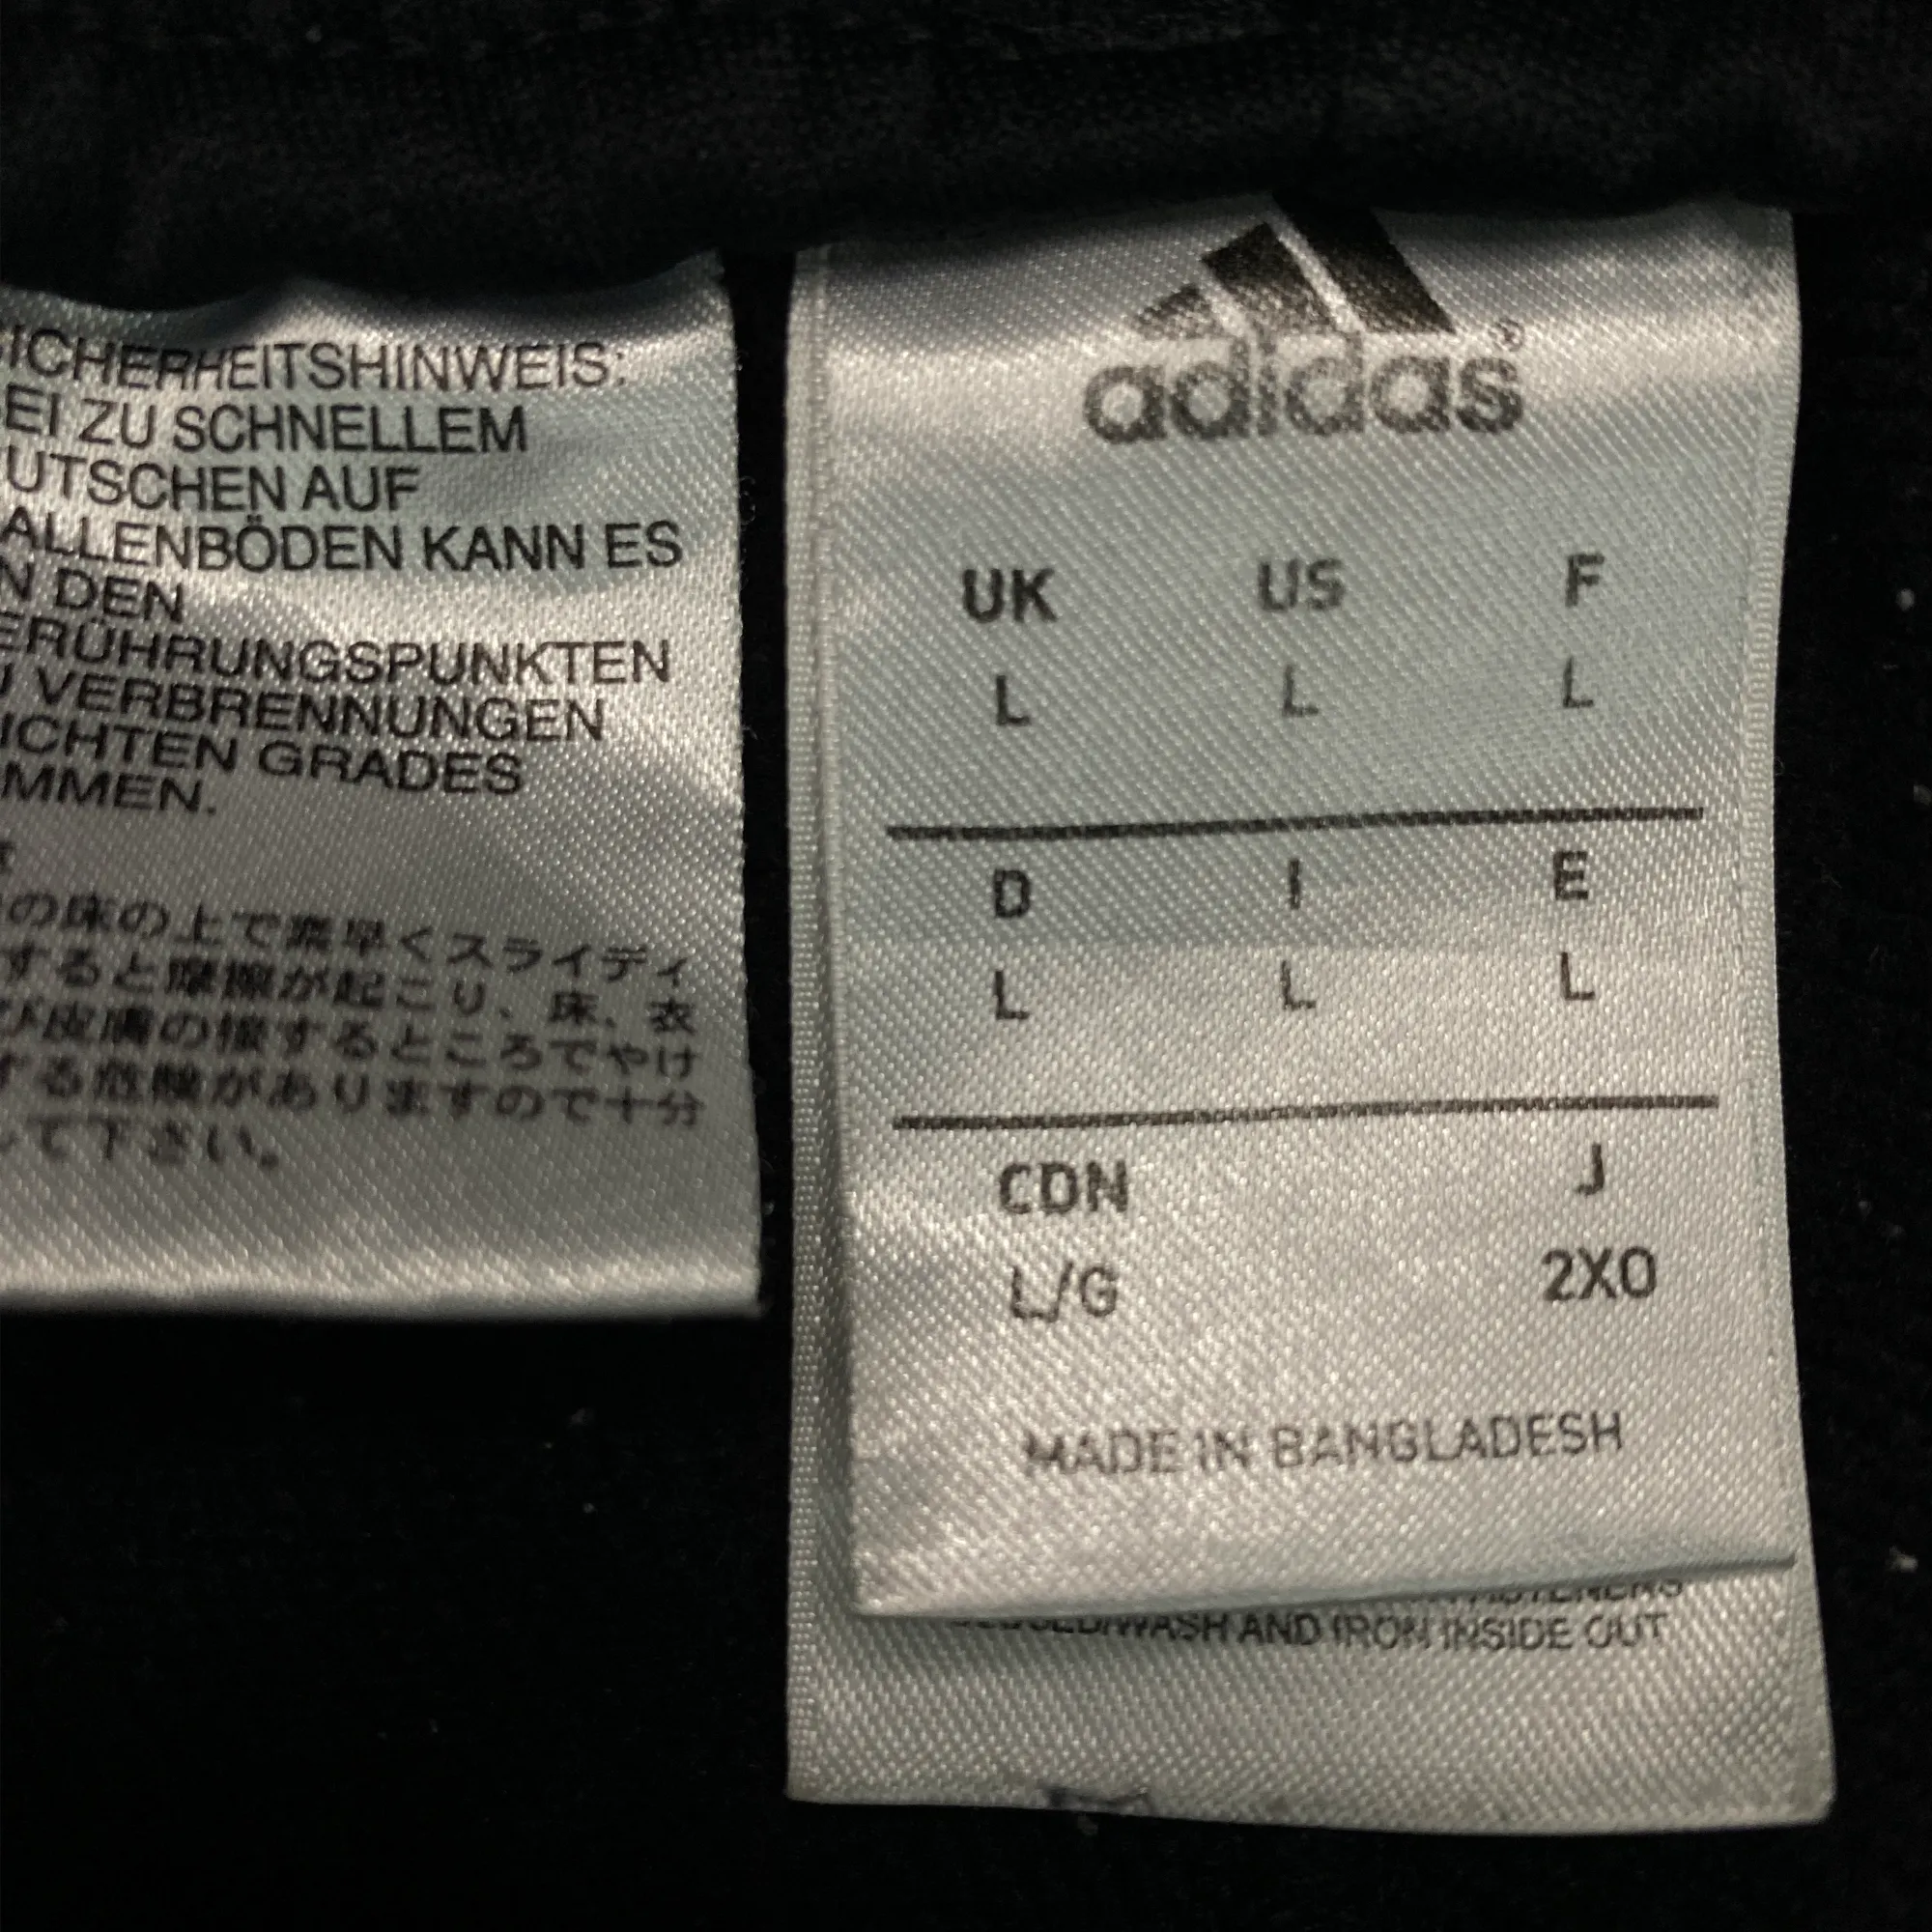 ICHERHEITSHINWEIS:
EI ZU SCHNELLEM
UTSCHEN AUF
ALLENBÖDEN KANN ES
N DEN
ERÜHRUNGSPUNKTEN
U VERBRENNUNGEN
ICHTEN GRADES
MMEN.
の床の上で素早くスライディ
すると摩擦が起こり、床、衣
び皮膚の接するところでやけ
する危険がありますので十分
して下さい。
adidas®
UK US F
L L L
D I E
L L L
CDN J
L/G 2XO
MADE IN BANGLADESH
WASH AND IRON INSIDE OUT